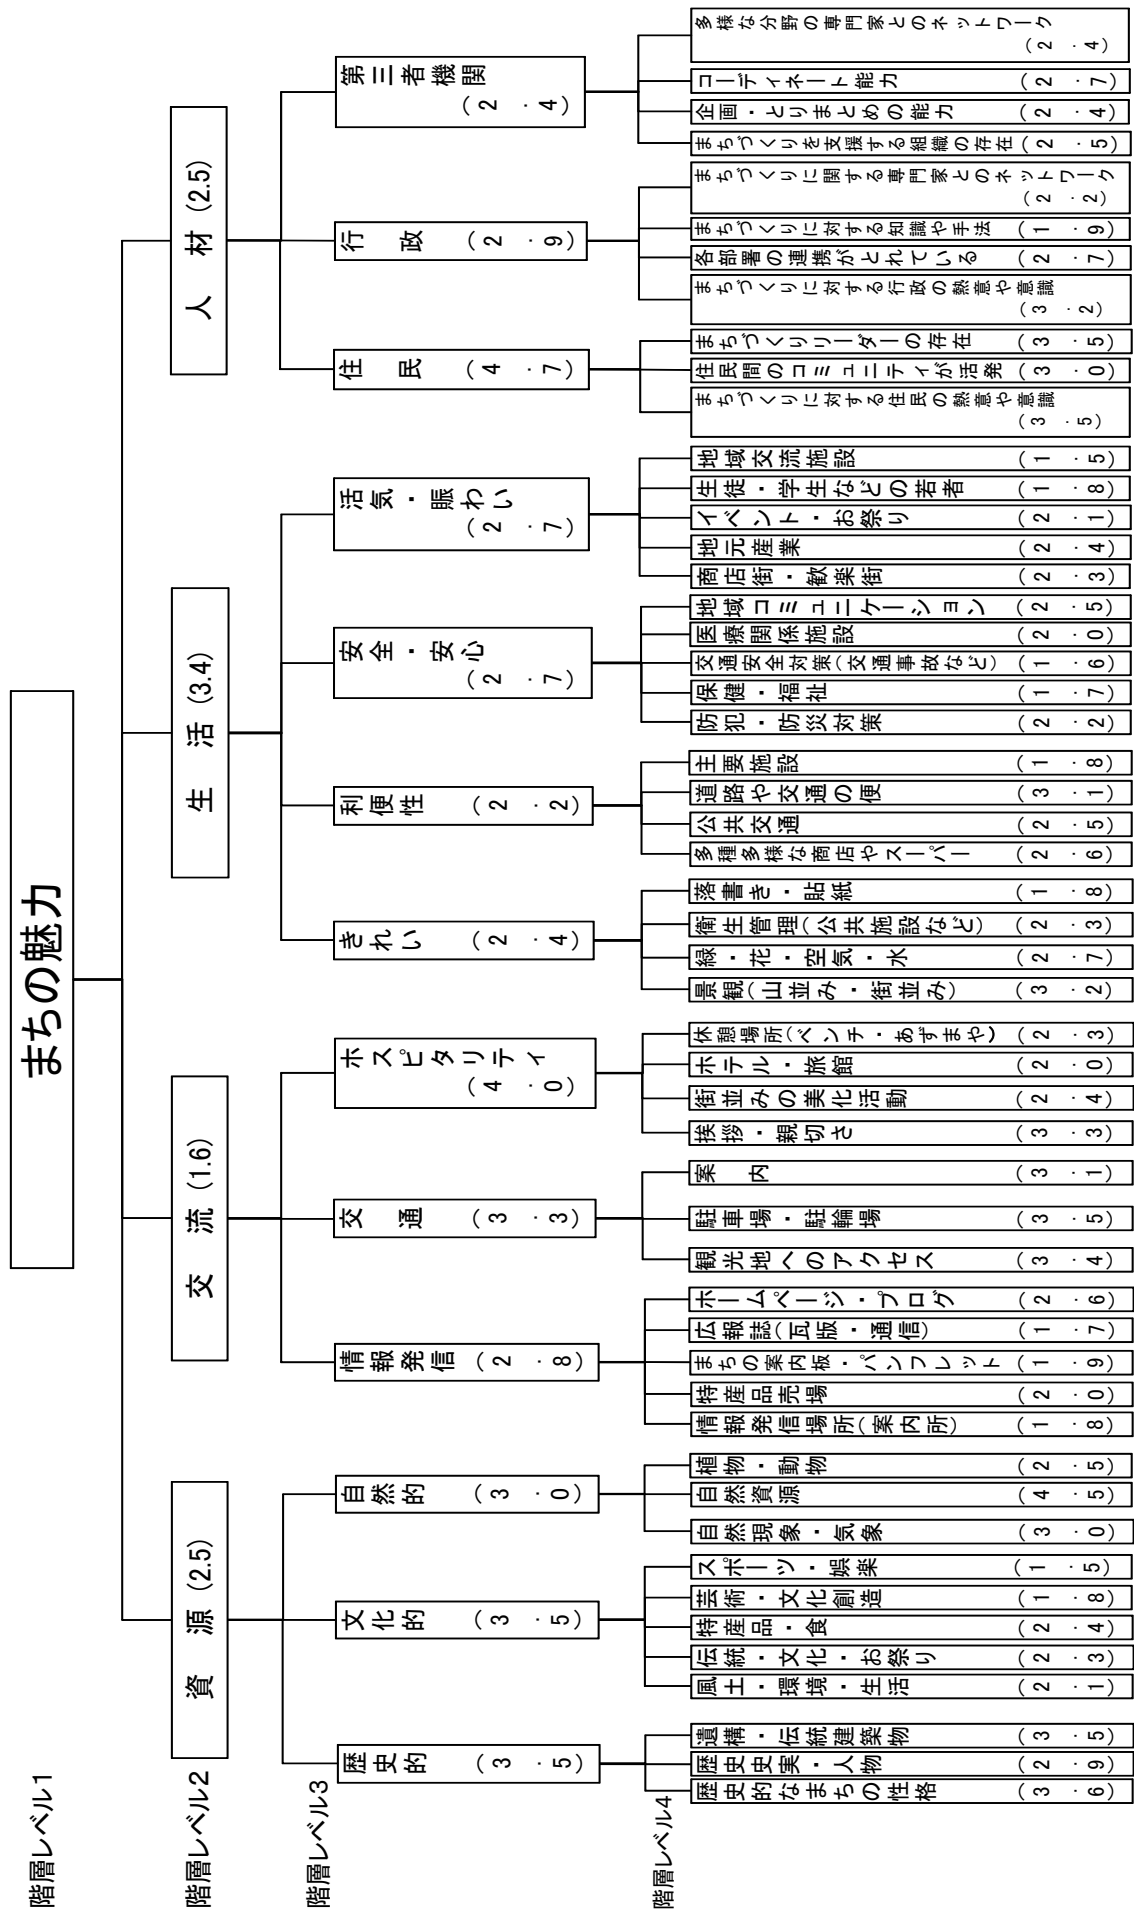 階層レベル1
まちの魅力
階層レベル2
資 源 (2.5)
交 流 (1.6)
生 活 (3.4)
人 材 (2.5)
階層レベル3
歴史的 (3.5)
文化的 (3.5)
自然的 (3.0)
情報発信 (2.8)
交 通 (3.3)
ホスピタリティ
(4.0)
きれい (2.4)
利便性 (2.2)
安全・安心
(2.7)
活気・賑わい
(2.7)
住 民 (4.7)
行 政 (2.9)
第三者機関
(2.4)
階層レベル4
歴史的なまちの性格 (3.6)
歴史史実・人物 (2.9)
遺構・伝統建築物 (3.5)
風土・環境・生活 (2.1)
伝統・文化・お祭り (2.3)
特産品・食 (2.4)
芸術・文化創造 (1.8)
スポーツ・娯楽 (1.5)
自然現象・気象 (3.0)
自然資源 (4.5)
植物・動物 (2.5)
情報発信場所(案内所) (1.8)
特産品売場 (2.0)
まちの案内板・パンフレット (1.9)
広報誌(瓦版・通信) (1.7)
ホームページ・ブログ (2.6)
観光地へのアクセス (3.4)
駐車場・駐輪場 (3.5)
案 内 (3.1)
挨拶・親切さ (3.3)
街並みの美化活動 (2.4)
ホテル・旅館 (2.0)
休憩場所(ベンチ・あずまや) (2.3)
景観(山並み・街並み) (3.2)
緑・花・空気・水 (2.7)
衛生管理(公共施設など) (2.3)
落書き・貼紙 (1.8)
多種多様な商店やスーパー (2.6)
公共交通 (2.5)
道路や交通の便 (3.1)
主要施設 (1.8)
防犯・防災対策 (2.2)
保健・福祉 (1.7)
交通安全対策(交通事故など) (1.6)
医療関係施設 (2.0)
地域コミュニケーション (2.5)
商店街・歓楽街 (2.3)
地元産業 (2.4)
イベント・お祭り (2.1)
生徒・学生などの若者 (1.8)
地域交流施設 (1.5)
まちづくりに対する住民の熱意や意識
(3.5)
住民間のコミュニティが活発 (3.0)
まちづくりリーダーの存在 (3.5)
まちづくりに対する行政の熱意や意識
(3.2)
各部署の連携がとれている (2.7)
まちづくりに対する知識や手法 (1.9)
まちづくりに関する専門家とのネットワーク
(2.2)
まちづくりを支援する組織の存在 (2.5)
企画・とりまとめの能力 (2.4)
コーディネート能力 (2.7)
多様な分野の専門家とのネットワーク
(2.4)